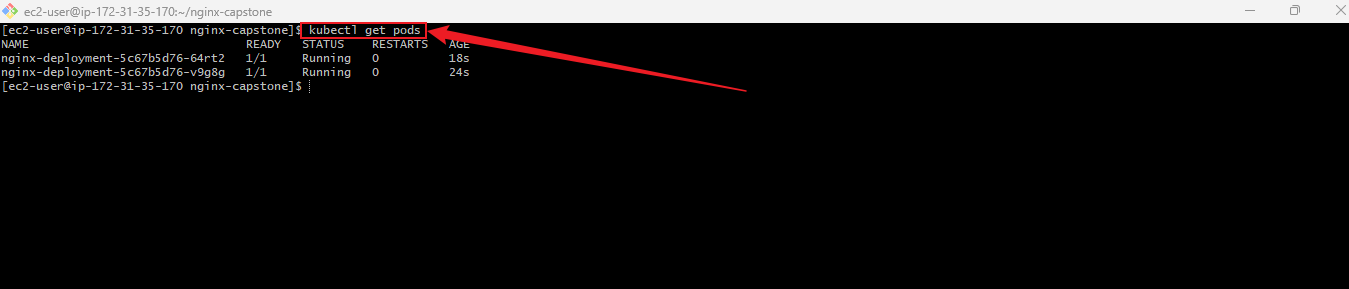 ec2-user@ip-172-31-35-170:~/nginx-capstone
[ec2-user@ip-172-31-35-170 nginx-capstone]$ kubectl get pods
NAME                               READY   STATUS    RESTARTS   AGE
nginx-deployment-5c67b5d76-64rt2   1/1     Running   0          18s
nginx-deployment-5c67b5d76-v9g8g   1/1     Running   0          24s
[ec2-user@ip-172-31-35-170 nginx-capstone]$